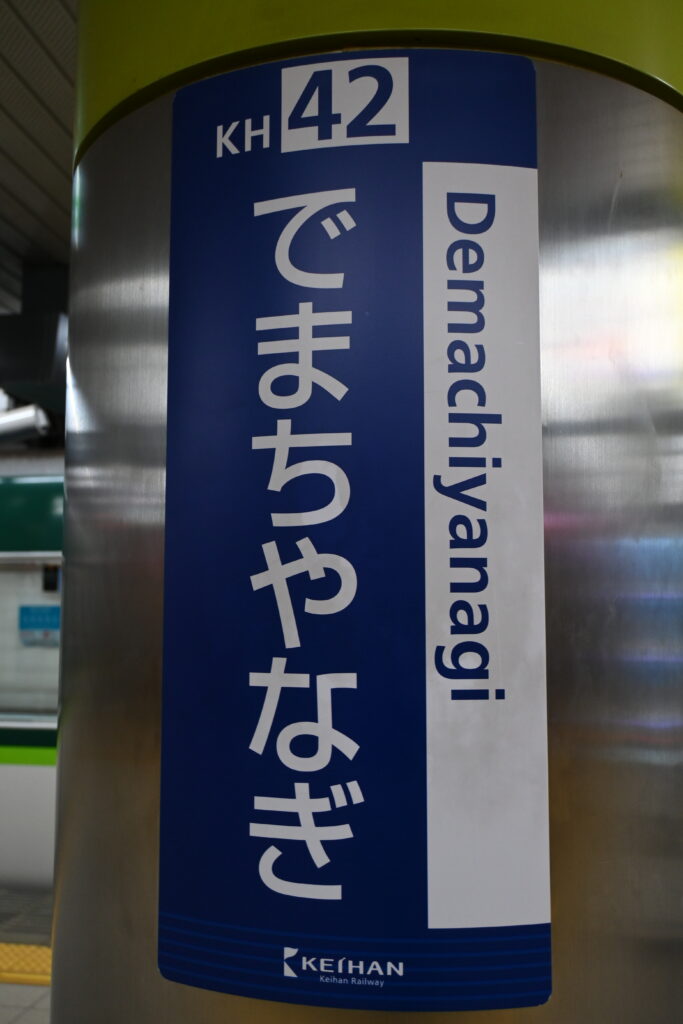 KH 42
でまちやなぎ
Demachiyanagi
KEIHAN
Keihan Railway